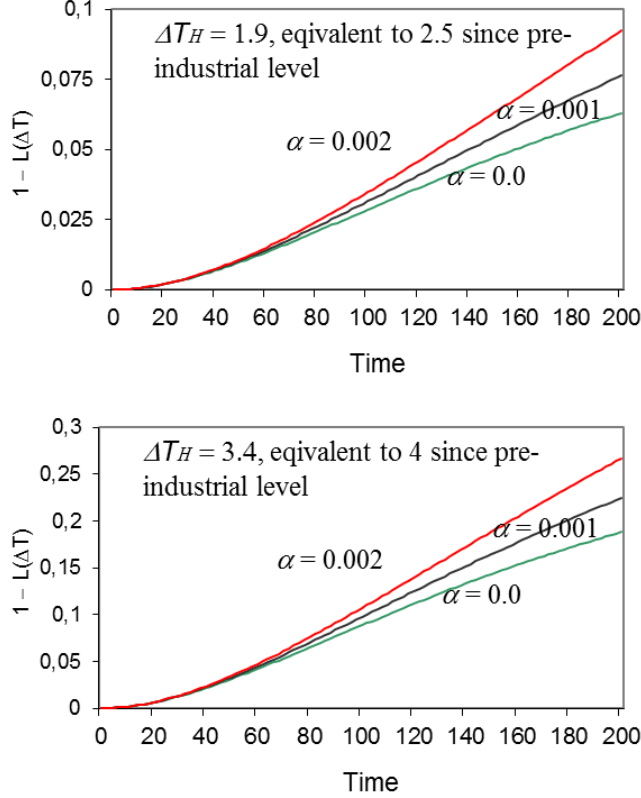 0,1
ΔT_H = 1.9, eqivalent to 2.5 since pre-
industrial level
0,075
α = 0.001
α = 0.002
1 – L(ΔT)
0,05
α = 0.0
0,025
0
0 20 40 60 80 100 120 140 160 180 200
Time
0,3
ΔT_H = 3.4, eqivalent to 4 since pre-
industrial level
0,25
0,2
α = 0.001
α = 0.002
1 – L(ΔT)
0,15
α = 0.0
0,1
0,05
0
0 20 40 60 80 100 120 140 160 180 200
Time